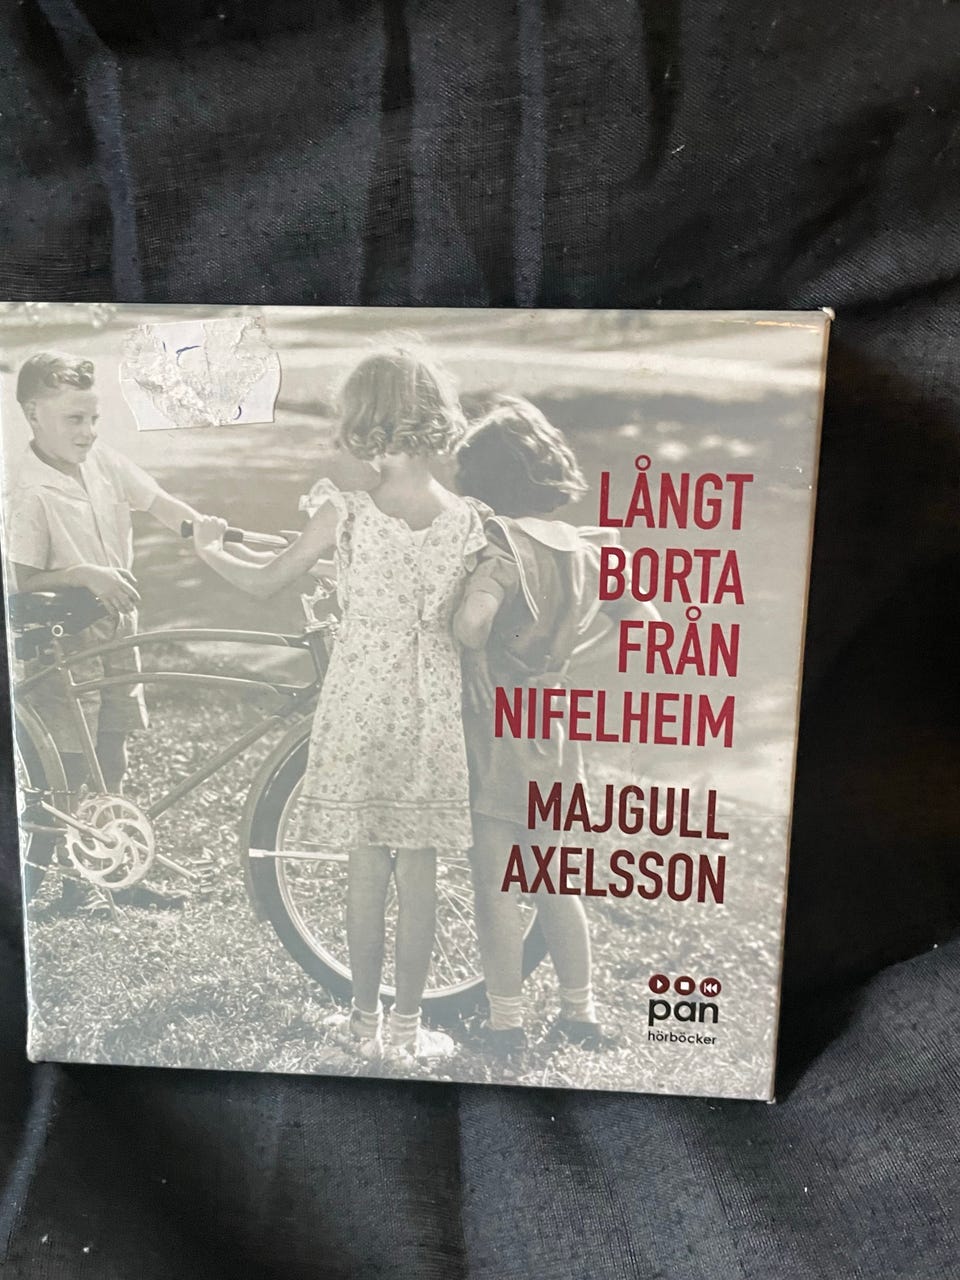 LÅNGT
BORTA
FRÅN
NIFELHEIM
MAJGULL
AXELSSON
pan
hörböcker